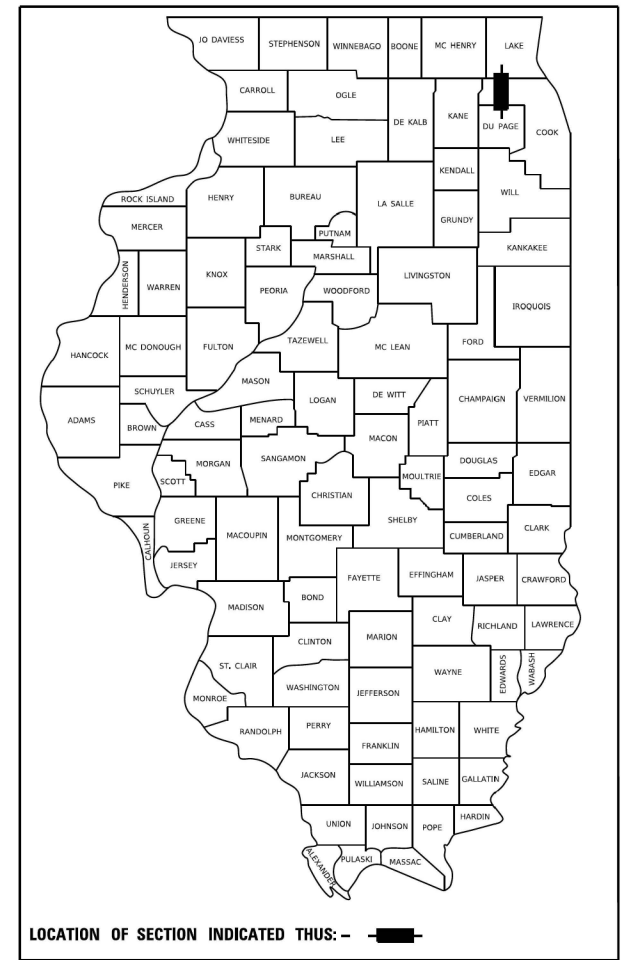 JO DAVIESS
STEPHENSON
WINNEBAGO
BOONE
MC HENRY
LAKE
CARROLL
OGLE
DE KALB
KANE
DU PAGE
COOK
WHITESIDE
LEE
KENDALL
ROCK ISLAND
HENRY
BUREAU
LA SALLE
GRUNDY
WILL
MERCER
PUTNAM
STARK
MARSHALL
KANKAKEE
HENDERSON
WARREN
KNOX
PEORIA
WOODFORD
LIVINGSTON
IROQUOIS
HANCOCK
MC DONOUGH
FULTON
TAZEWELL
MC LEAN
FORD
MASON
SCHUYLER
LOGAN
DE WITT
CHAMPAIGN
VERMILION
ADAMS
BROWN
CASS
MENARD
MACON
PIATT
MORGAN
SANGAMON
DOUGLAS
EDGAR
PIKE
SCOTT
CHRISTIAN
MOULTRIE
COLES
CALHOUN
GREENE
MACOUPIN
MONTGOMERY
SHELBY
CUMBERLAND
CLARK
JERSEY
FAYETTE
EFFINGHAM
JASPER
CRAWFORD
MADISON
BOND
CLAY
RICHLAND
LAWRENCE
CLINTON
MARION
ST. CLAIR
WAYNE
EDWARDS
WABASH
MONROE
WASHINGTON
JEFFERSON
RANDOLPH
PERRY
HAMILTON
WHITE
FRANKLIN
JACKSON
WILLIAMSON
SALINE
GALLATIN
UNION
JOHNSON
POPE
HARDIN
ALEXANDER
PULASKI
MASSAC
LOCATION OF SECTION INDICATED THUS: –